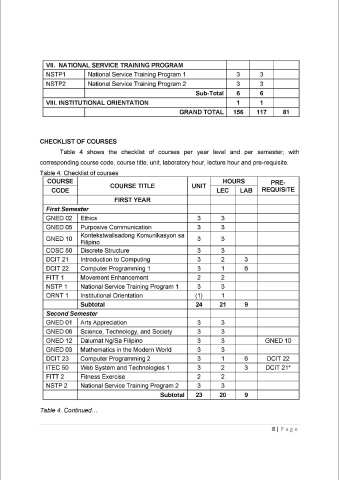 VII. NATIONAL SERVICE TRAINING PROGRAM
NSTP1 National Service Training Program 1 3 3
NSTP2 National Service Training Program 2 3 3
Sub-Total 6 6
VIII. INSTITUTIONAL ORIENTATION 1 1
GRAND TOTAL 156 117 81
CHECKLIST OF COURSES
Table 4 shows the checklist of courses per year level and per semester; with
corresponding course code, course title, unit, laboratory hour, lecture hour and pre-requisite.
Table 4. Checklist of courses
COURSE CODE COURSE TITLE UNIT HOURS LEC LAB PRE-REQUISITE
FIRST YEAR
First Semester
GNED 02 Ethics 3 3
GNED 05 Purposive Communication 3 3
GNED 10 Kontekstwalisadong Komunikasyon sa Filipino 3 3
COSC 50 Discrete Structure 3 3
DCIT 21 Introduction to Computing 3 2 3
DCIT 22 Computer Programming 1 3 1 6
FITT 1 Movement Enhancement 2 2
NSTP 1 National Service Training Program 1 3 3
ORNT 1 Institutional Orientation (1) 1
Subtotal 24 21 9
Second Semester
GNED 01 Arts Appreciation 3 3
GNED 06 Science, Technology, and Society 3 3
GNED 12 Dalumat Ng/Sa Filipino 3 3 GNED 10
GNED 03 Mathematics in the Modern World 3 3
DCIT 23 Computer Programming 2 3 1 6 DCIT 22
ITEC 50 Web System and Technologies 1 3 2 3 DCIT 21*
FITT 2 Fitness Exercise 2 2
NSTP 2 National Service Training Program 2 3 3
Subtotal 23 20 9
Table 4. Continued…
8 | Page